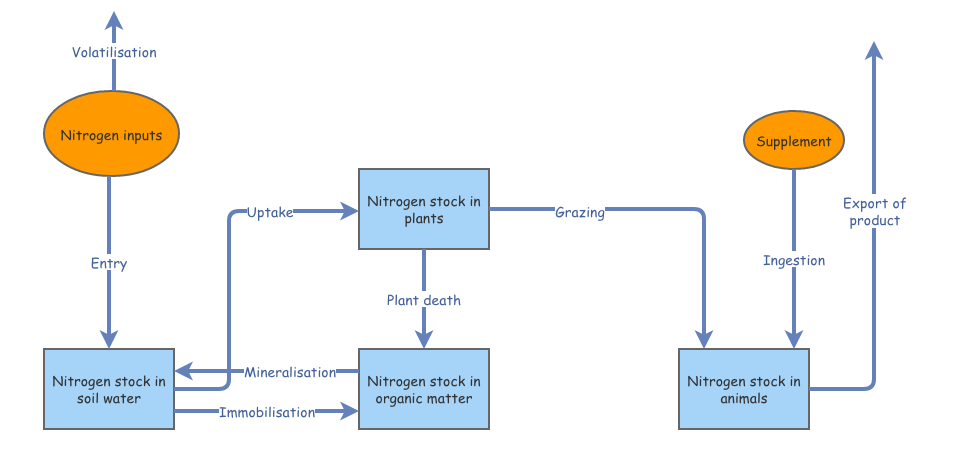 Volatilisation
Nitrogen inputs
Supplement
Nitrogen stock in
plants
Uptake
Grazing
Export of
product
Entry
Ingestion
Plant death
Nitrogen stock in
soil water
Mineralisation
Immobilisation
Nitrogen stock in
organic matter
Nitrogen stock in
animals